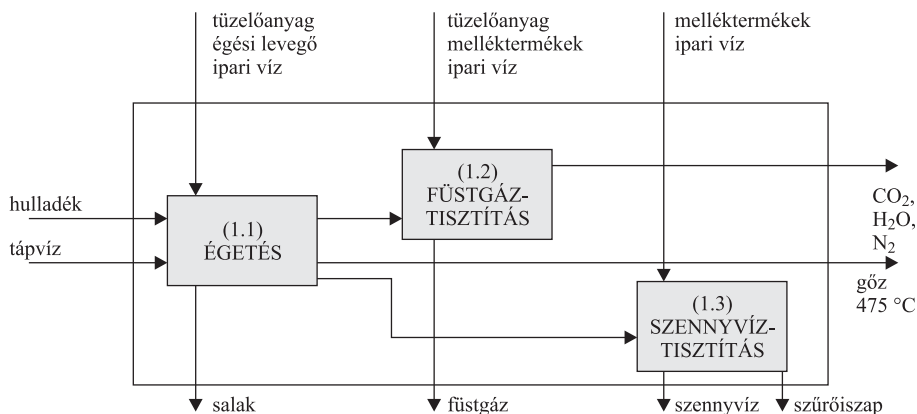 tüzelőanyag
égési levegő
ipari víz
tüzelőanyag
melléktermékek
ipari víz
melléktermékek
ipari víz
hulladék
tápvíz
(1.1)
ÉGETÉS
(1.2)
FÜSTGÁZ-
TISZTÍTÁS
CO₂,
H₂O,
N₂
gőz
475 °C
(1.3)
SZENNYVÍZ-
TISZTÍTÁS
salak
füstgáz
szennyvíz
szűrőiszap